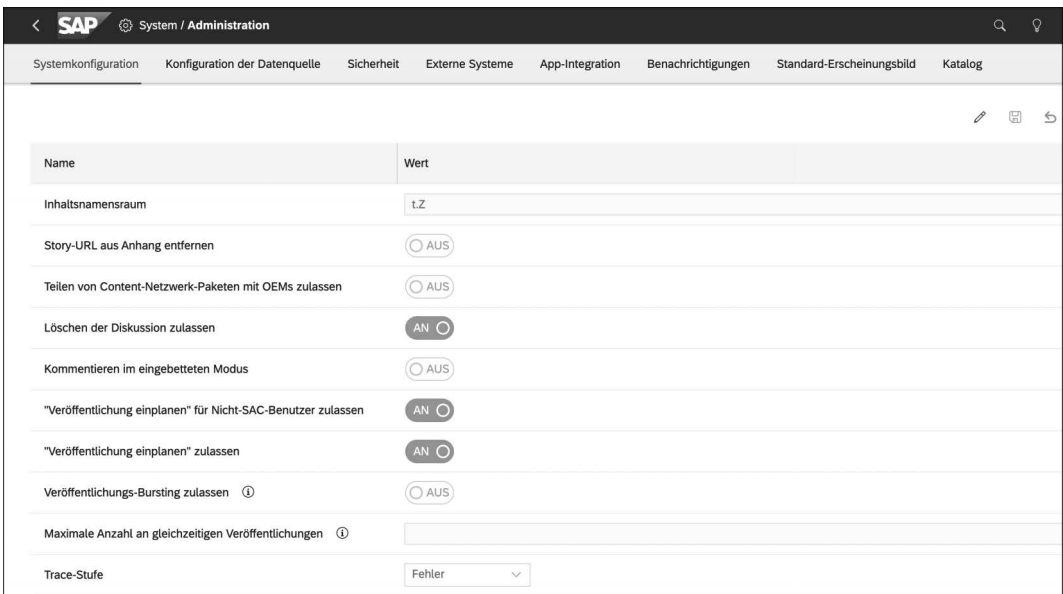 SAP System / Administration
Systemkonfiguration Konfiguration der Datenquelle Sicherheit Externe Systeme App-Integration Benachrichtigungen Standard-Erscheinungsbild Katalog
Name Wert
Inhaltsnamensraum t.Z
Story-URL aus Anhang entfernen AUS
Teilen von Content-Netzwerk-Paketen mit OEMs zulassen AUS
Löschen der Diskussion zulassen AN
Kommentieren im eingebetteten Modus AUS
"Veröffentlichung einplanen" für Nicht-SAC-Benutzer zulassen AN
"Veröffentlichung einplanen" zulassen AN
Veröffentlichungs-Bursting zulassen AUS
Maximale Anzahl an gleichzeitigen Veröffentlichungen
Trace-Stufe Fehler